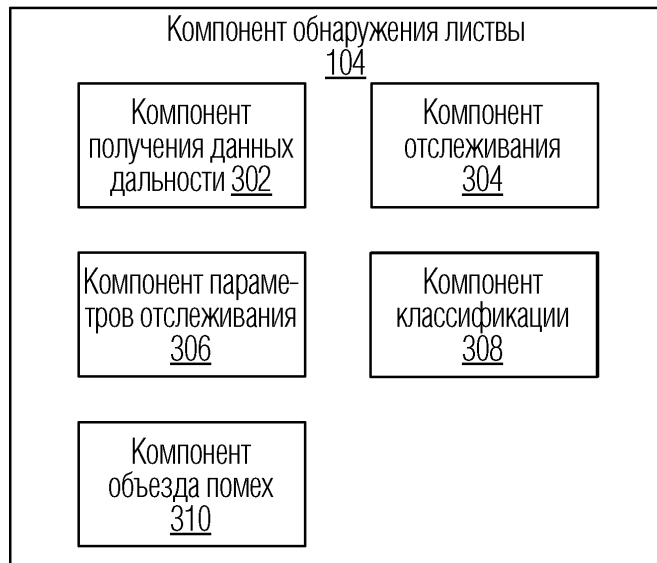 Компонент обнаружения листвы
104
Компонент
получения данных
дальности 302
Компонент
отслеживания
304
Компонент параме-
тров отслеживания
306
Компонент
классификации
308
Компонент
объезда помех
310